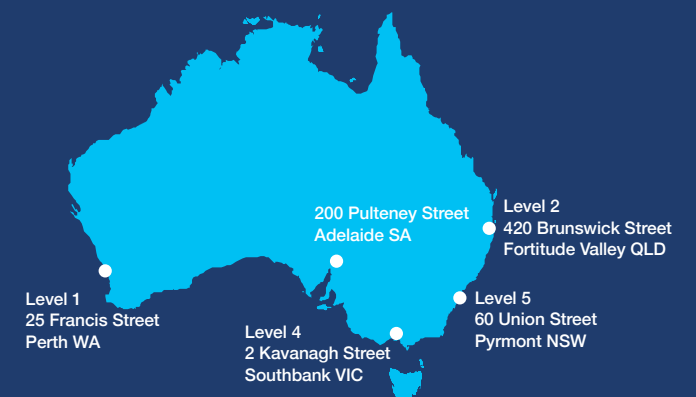 200 Pulteney Street
Adelaide SA
Level 2
420 Brunswick Street
Fortitude Valley QLD
Level 1
25 Francis Street
Perth WA
Level 4
2 Kavanagh Street
Southbank VIC
Level 5
60 Union Street
Pyrmont NSW